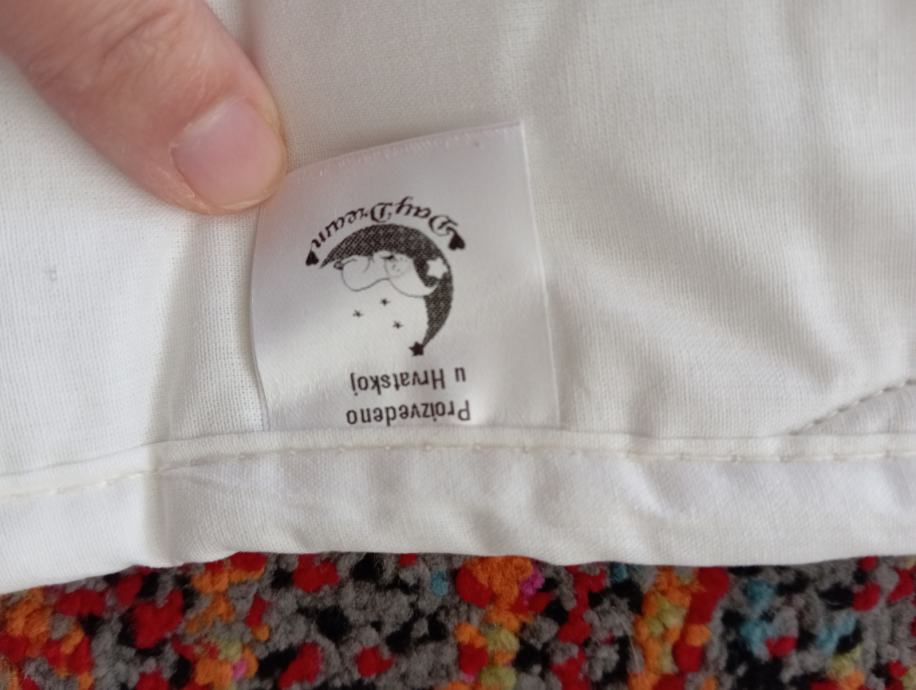 Proizvedeno
u Hrvatskoj
DayDream